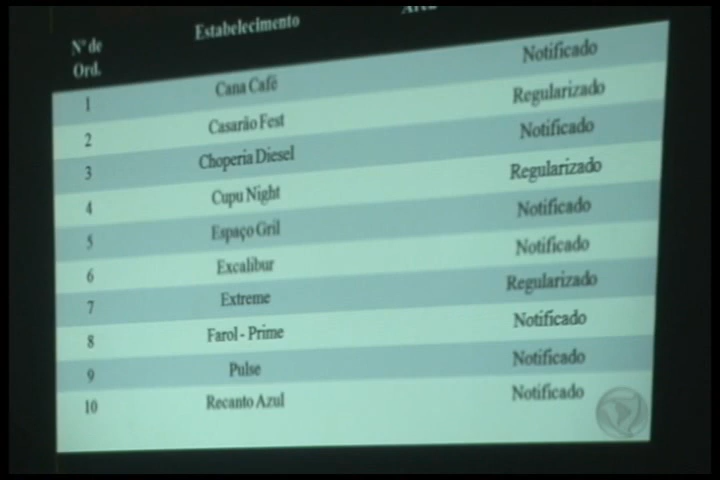 Nº de Ord. Estabelecimento Área
1 Cana Café Notificado
2 Casarão Fest Regularizado
3 Choperia Diesel Notificado
4 Cupu Night Regularizado
5 Espaço Gril Notificado
6 Excalibur Notificado
7 Extreme Regularizado
8 Farol - Prime Notificado
9 Pulse Notificado
10 Recanto Azul Notificado